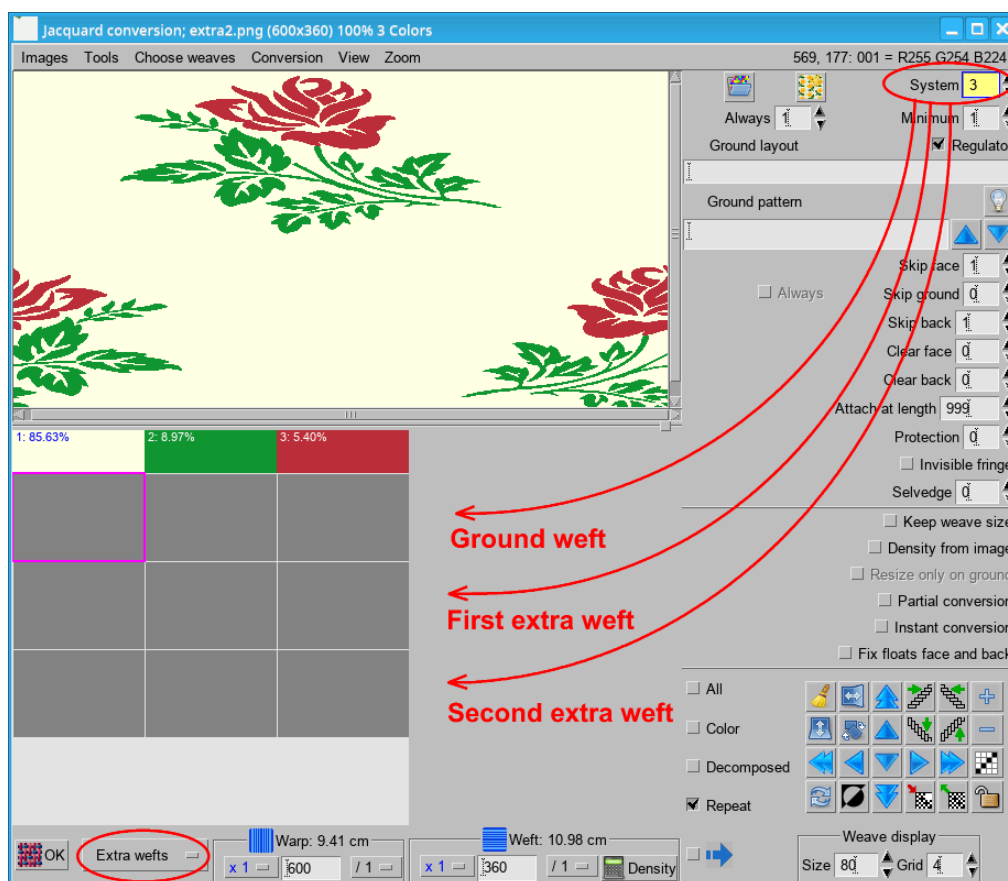 Jacquard conversion; extra2.png (600x360) 100% 3 Colors
Images Tools Choose weaves Conversion View Zoom 569, 177: 001 = R255 G254 B224
System 3
Always 1 Minimum 1
Ground layout Regulato
Ground pattern
Skip face 1
Always Skip ground 0
Skip back 1
Clear face 0
Clear back 0
Attach at length 999
1: 85.63% 2: 8.97% 3: 5.40%
Protection 0
Invisible fringe
Selvedge 0
Ground weft
Keep weave size
Density from image
Resize only on ground
First extra weft
Partial conversion
Instant conversion
Fix floats face and back
Second extra weft
All
Color
Decomposed
Repeat
OK Extra wefts
Warp: 9.41 cm
x 1 600 / 1
Weft: 10.98 cm
x 1 360 / 1 Density
Weave display
Size 80 Grid 4